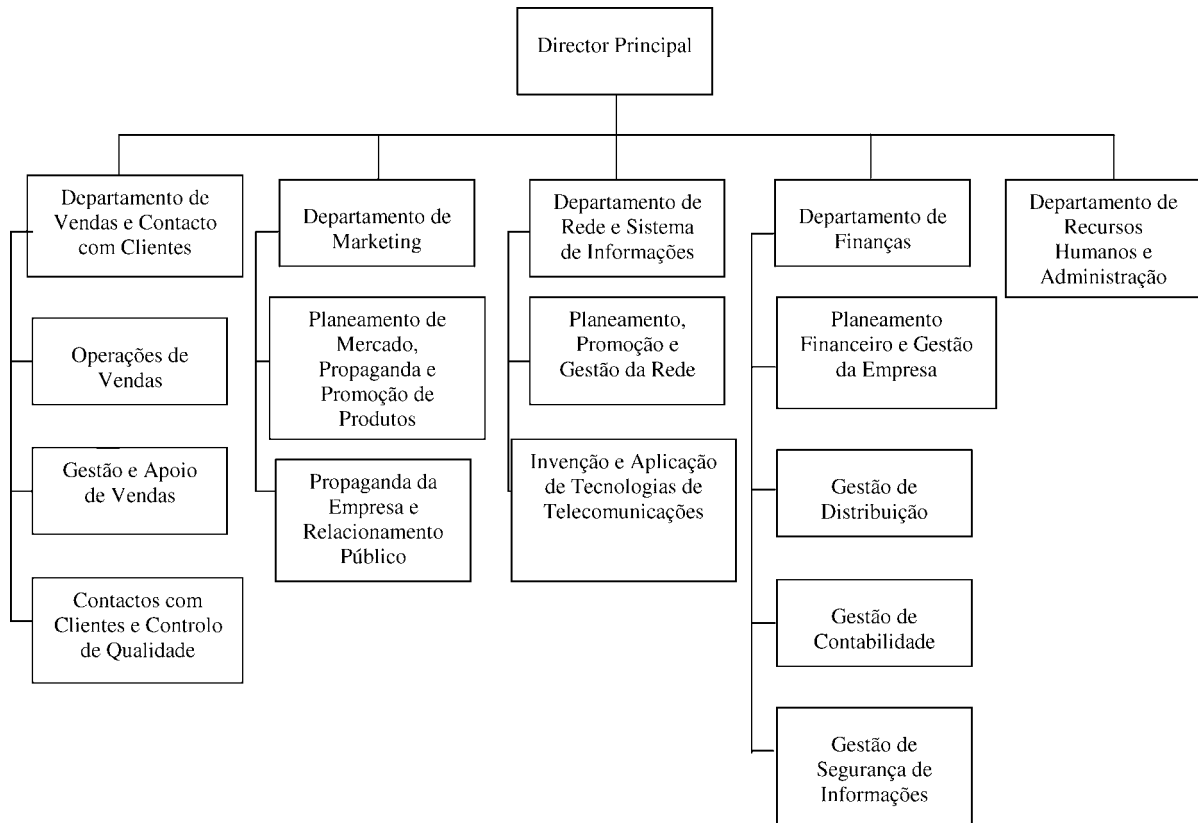 Director Principal
Departamento de
Vendas e Contacto
com Clientes
Operações de
Vendas
Gestão e Apoio
de Vendas
Contactos com
Clientes e Controlo
de Qualidade
Departamento de
Marketing
Planeamento de
Mercado,
Propaganda e
Promoção de
Produtos
Propaganda da
Empresa e
Relacionamento
Público
Departamento de
Rede e Sistema
de Informações
Planeamento,
Promoção e
Gestão da Rede
Invenção e Aplicação
de Tecnologias de
Telecomunicações
Departamento de
Finanças
Planeamento
Financeiro e Gestão
da Empresa
Gestão de
Distribuição
Gestão de
Contabilidade
Gestão de
Segurança de
Informações
Departamento de
Recursos
Humanos e
Administração